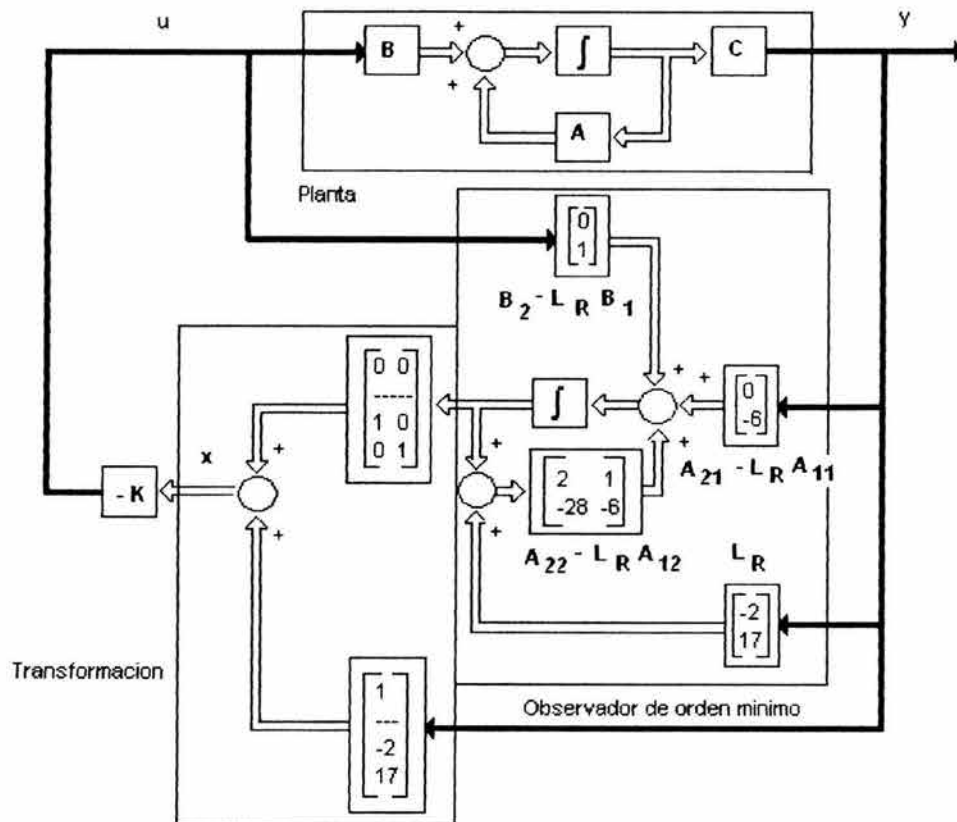 u
y
B
+
∫
C
+
A
Planta
0
1
B2 - LR B1
0 0
-----
1 0
0 1
∫
+
+
0
-6
+
A21 - LR A11
x
+
+
2 1
-28 -6
- K
+
+
A22 - LR A12
LR
-2
17
Transformacion
1
---
-2
17
Observador de orden minimo